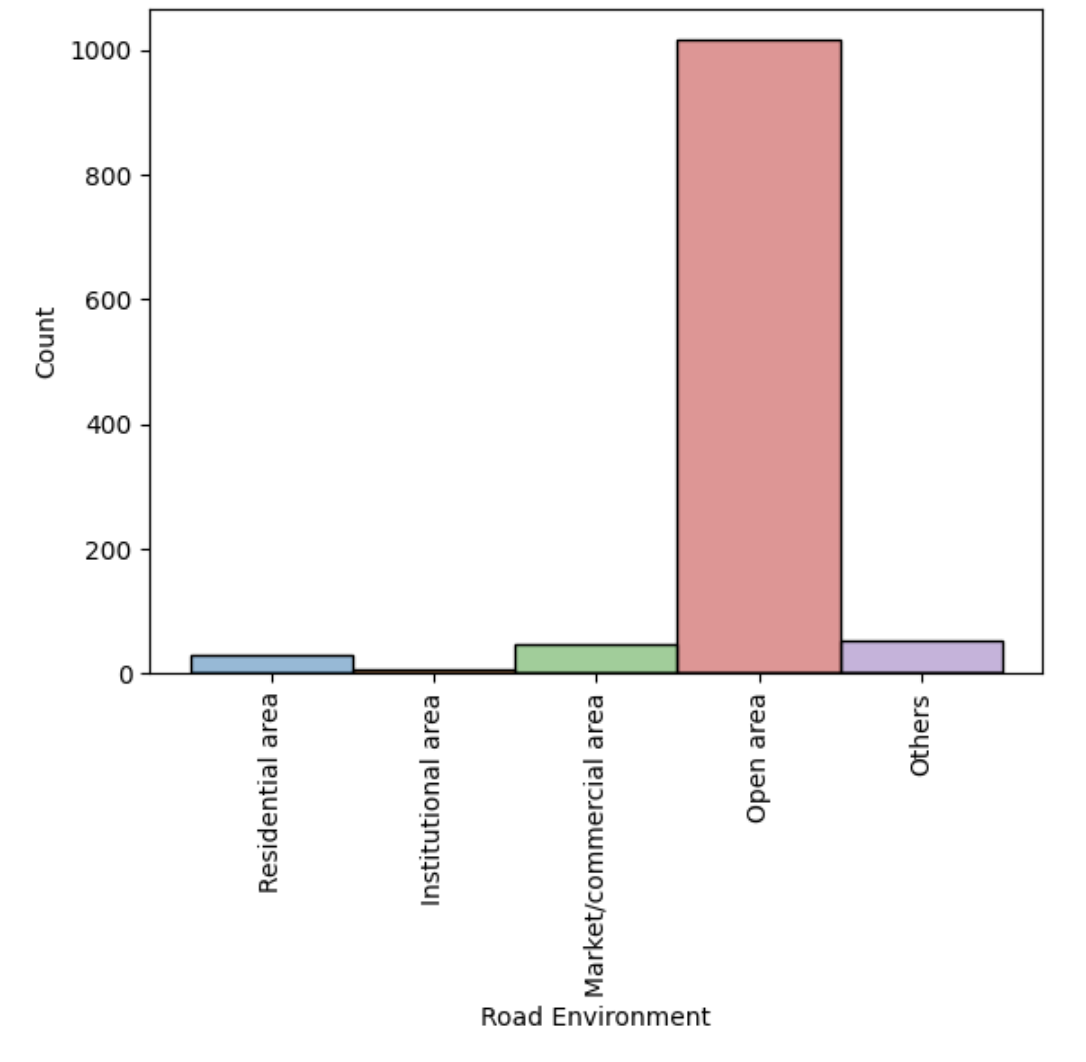 1000
800
600
400
200
0
Count
Residential area
Institutional area
Market/commercial area
Open area
Others
Road Environment